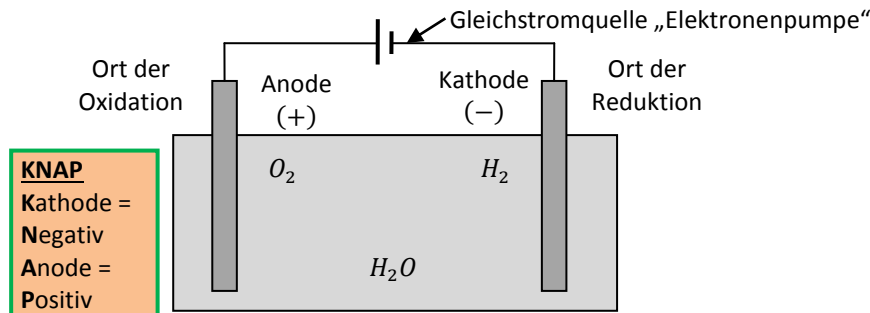 Gleichstromquelle „Elektronenpumpe“
Ort der
Oxidation
Anode
(+)
Kathode
(−)
Ort der
Reduktion
KNAP
Kathode =
Negativ
Anode =
Positiv
O₂
H₂
H₂O